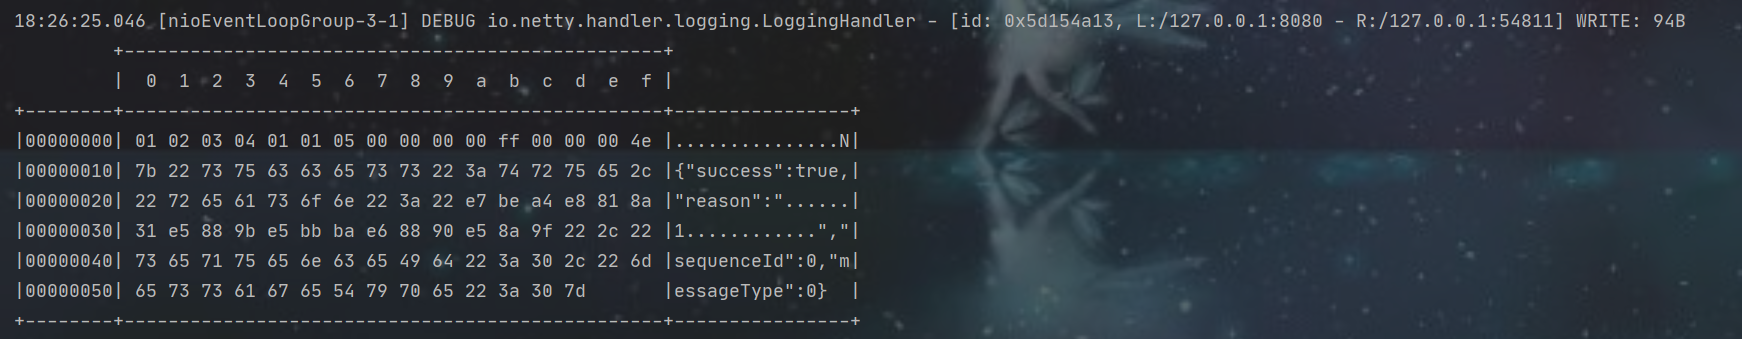 18:26:25.046 [nioEventLoopGroup-3-1] DEBUG io.netty.handler.logging.LoggingHandler - [id: 0x5d154a13, L:/127.0.0.1:8080 - R:/127.0.0.1:54811] WRITE: 94B
         +-------------------------------------------------+
         |  0  1  2  3  4  5  6  7  8  9  a  b  c  d  e  f |
+--------+-------------------------------------------------+----------------+
|00000000| 01 02 03 04 01 01 05 00 00 00 00 ff 00 00 00 4e |...............N|
|00000010| 7b 22 73 75 63 63 65 73 73 22 3a 74 72 75 65 2c |{"success":true,|
|00000020| 22 72 65 61 73 6f 6e 22 3a 22 e7 be a4 e8 81 8a |"reason":"......|
|00000030| 31 e5 88 9b e5 bb ba e6 88 90 e5 8a 9f 22 2c 22 |1............","|
|00000040| 73 65 71 75 65 6e 63 65 49 64 22 3a 30 2c 22 6d |sequenceId":0,"m|
|00000050| 65 73 73 61 67 65 54 79 70 65 22 3a 30 7d       |essageType":0}  |
+--------+-------------------------------------------------+----------------+